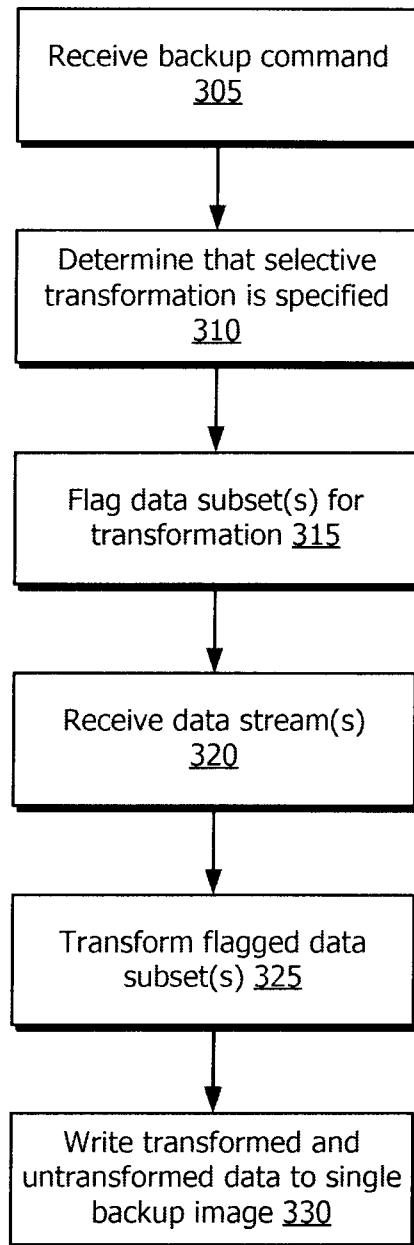 Receive backup command
305
Determine that selective
transformation is specified
310
Flag data subset(s) for
transformation 315
Receive data stream(s)
320
Transform flagged data
subset(s) 325
Write transformed and
untransformed data to single
backup image 330